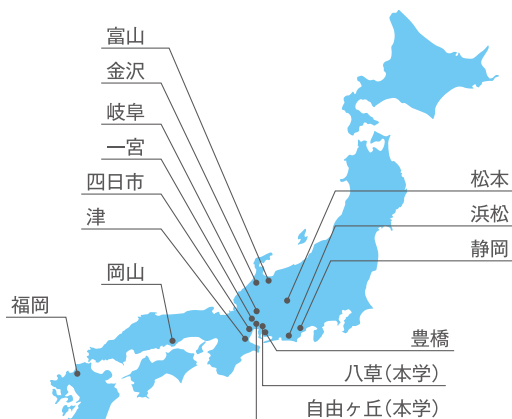 富山
金沢
岐阜
一宮
四日市
津
岡山
福岡
松本
浜松
静岡
豊橋
八草(本学)
自由ヶ丘(本学)